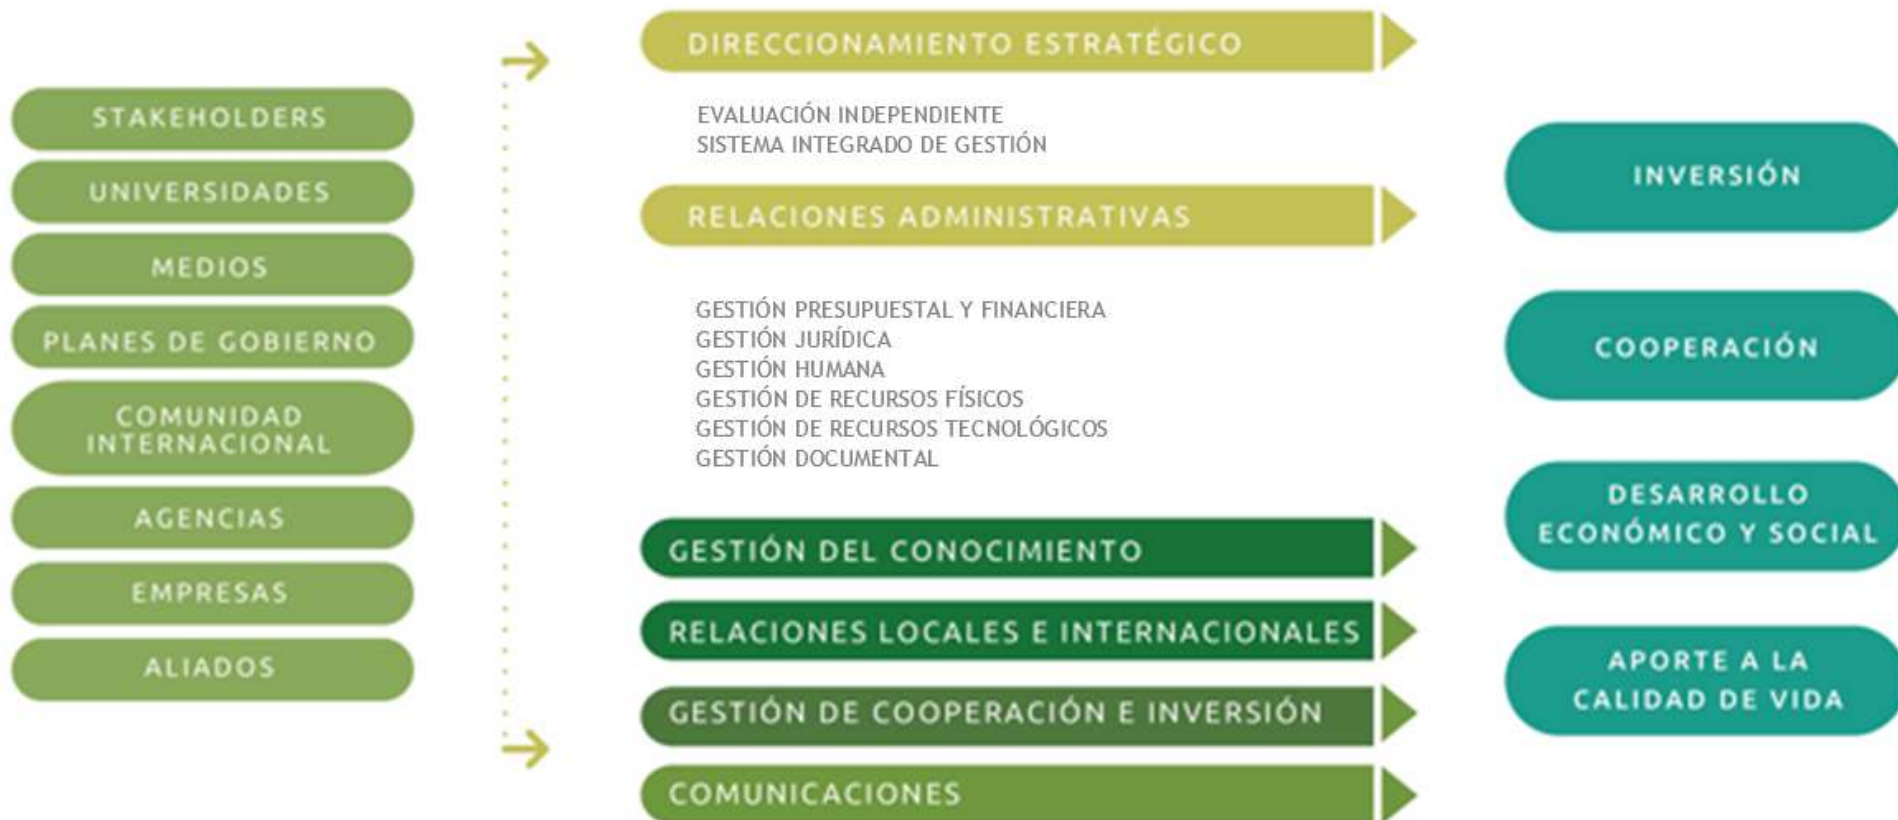 STAKEHOLDERS
UNIVERSIDADES
MEDIOS
PLANES DE GOBIERNO
COMUNIDAD
INTERNACIONAL
AGENCIAS
EMPRESAS
ALIADOS
DIRECCIONAMIENTO ESTRATÉGICO
EVALUACIÓN INDEPENDIENTE
SISTEMA INTEGRADO DE GESTIÓN
RELACIONES ADMINISTRATIVAS
GESTIÓN PRESUPUESTAL Y FINANCIERA
GESTIÓN JURÍDICA
GESTIÓN HUMANA
GESTIÓN DE RECURSOS FÍSICOS
GESTIÓN DE RECURSOS TECNOLÓGICOS
GESTIÓN DOCUMENTAL
GESTIÓN DEL CONOCIMIENTO
RELACIONES LOCALES E INTERNACIONALES
GESTIÓN DE COOPERACIÓN E INVERSIÓN
COMUNICACIONES
INVERSIÓN
COOPERACIÓN
DESARROLLO
ECONÓMICO Y SOCIAL
APORTE A LA
CALIDAD DE VIDA